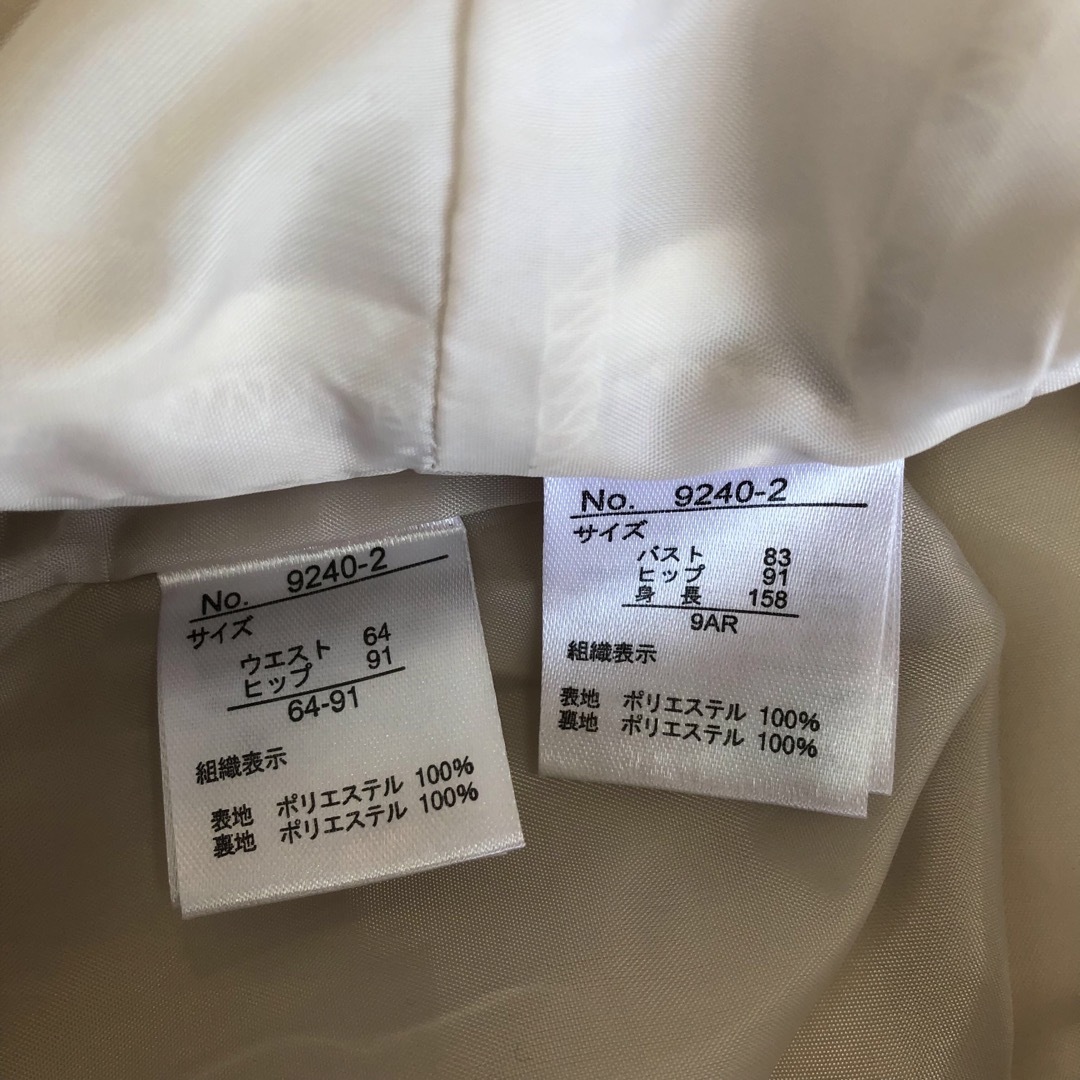 No. 9240-2
サイズ
ウエスト 64
ヒップ 91
64-91
組織表示
表地 ポリエステル 100%
裏地 ポリエステル 100%
No. 9240-2
サイズ
バスト 83
ヒップ 91
身長 158
9AR
組織表示
表地 ポリエステル 100%
裏地 ポリエステル 100%